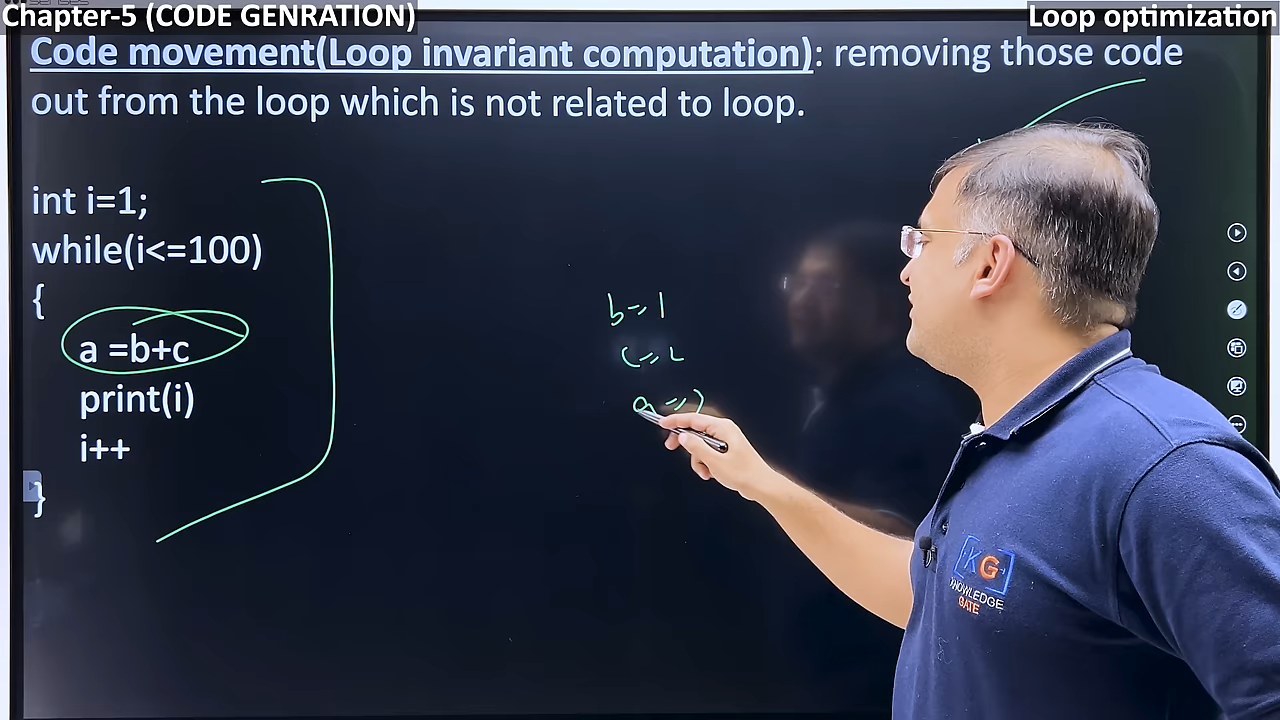 Chapter-5 (CODE GENRATION)
Loop optimization
Code movement(Loop invariant computation): removing those code
out from the loop which is not related to loop.
int i=1;
while(i<=100)
{
a =b+c
print(i)
i++
}
b=1
c=2
a=
KG
KNOWLEDGE
GATE